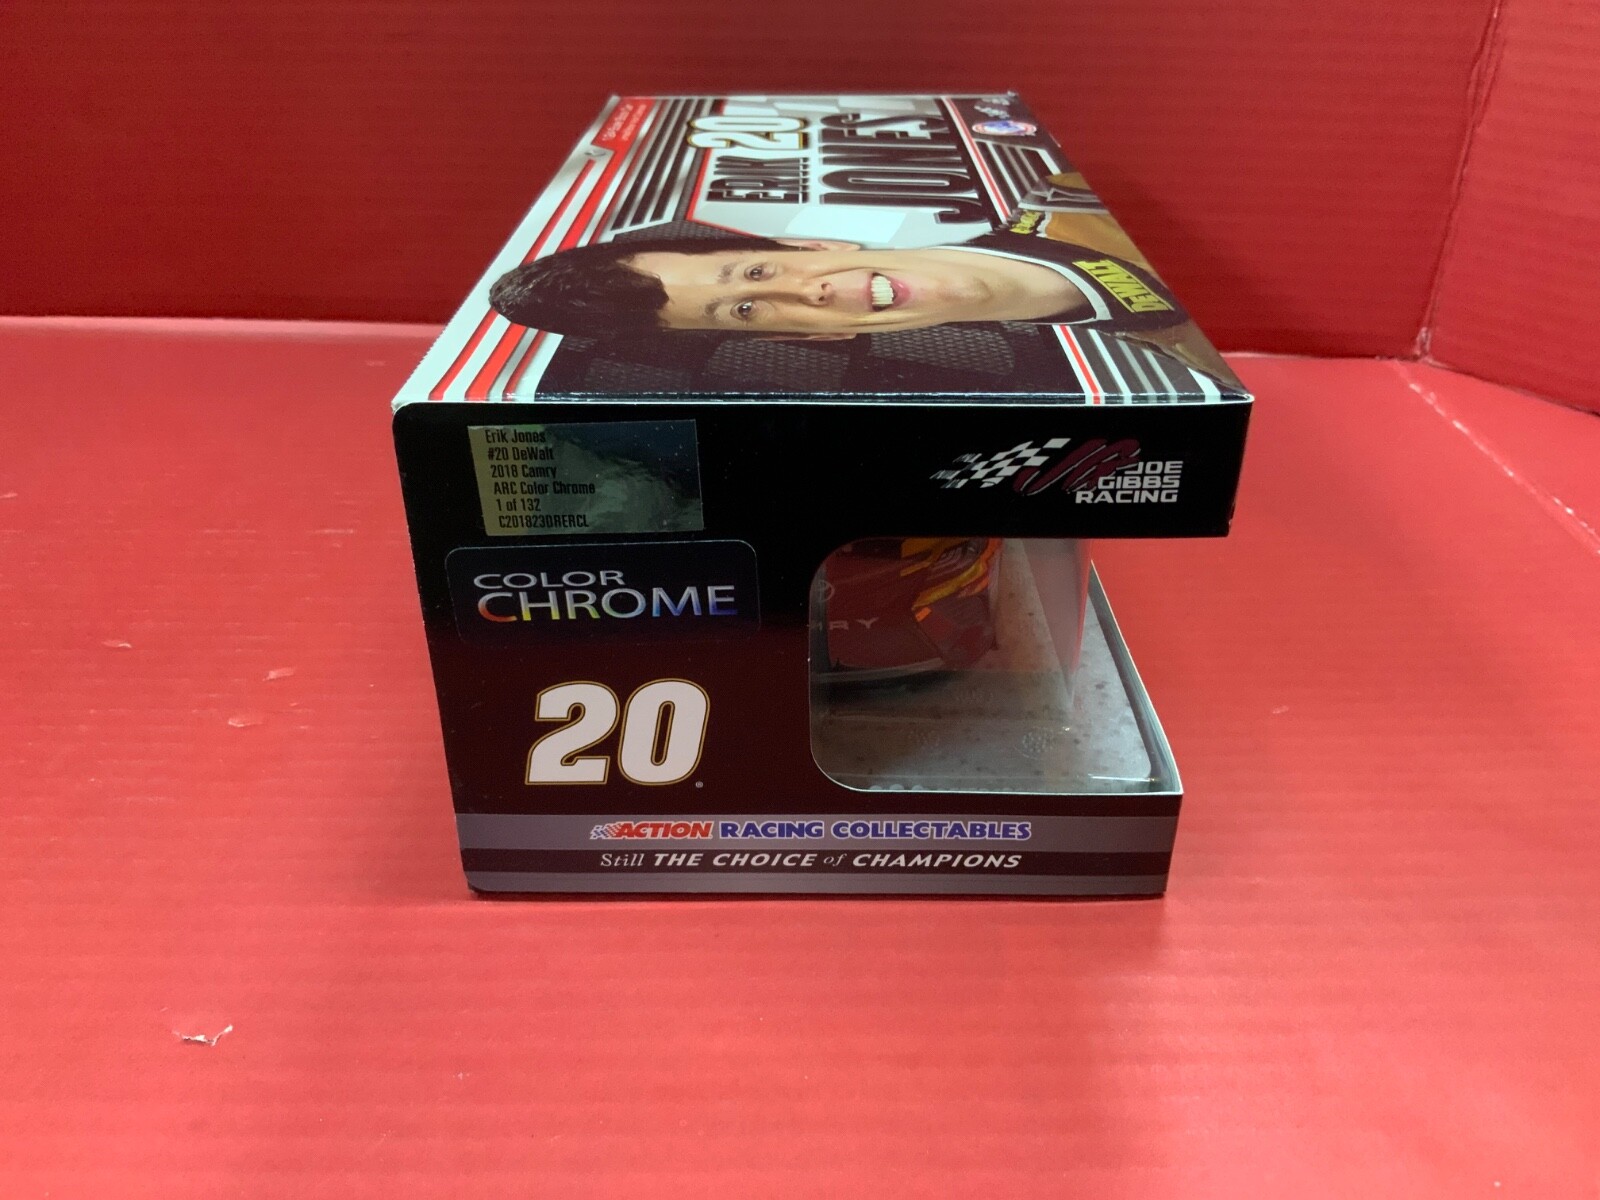 ERIK 20
JONES
DEWALT
Erik Jones
#20 DeWalt
2018 Camry
ARC Color Chrome
1 of 132
C201823DRERCL
JOE
GIBBS
RACING
COLOR
CHROME
20
ACTION RACING COLLECTABLES
Still THE CHOICE of CHAMPIONS